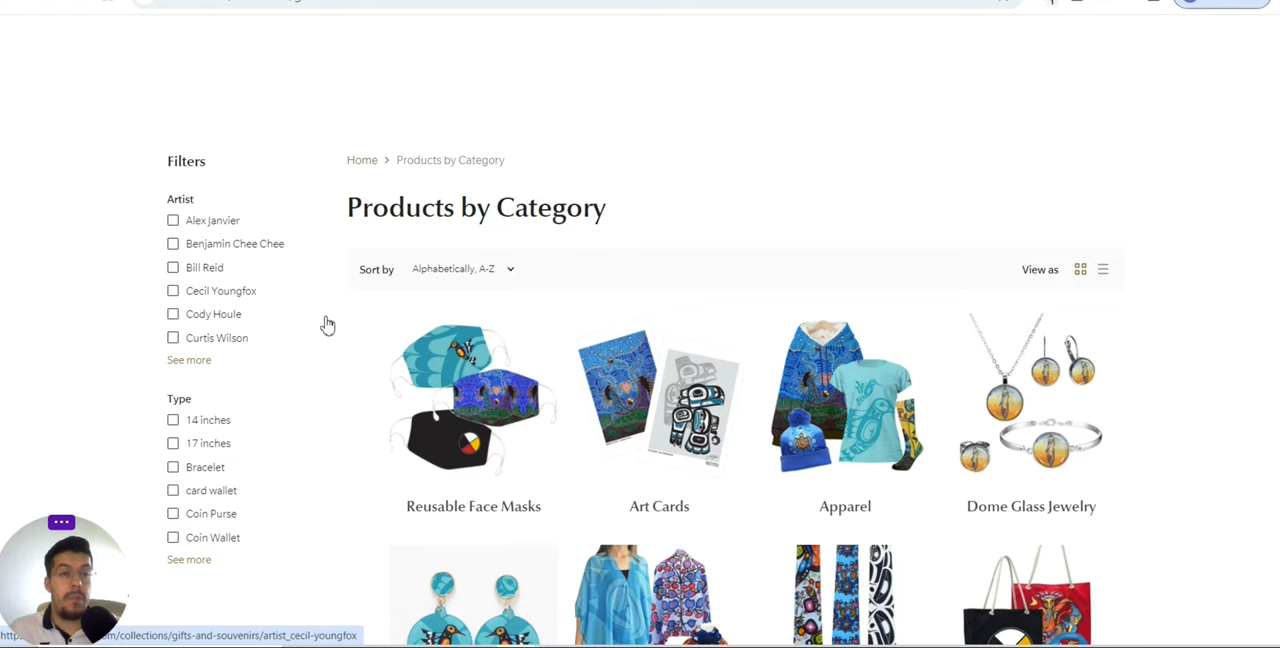 Filters
Artist
Alex Janvier
Benjamin Chee Chee
Bill Reid
Cecil Youngfox
Cody Houle
Curtis Wilson
See more
Type
14 inches
17 inches
Bracelet
card wallet
Coin Purse
Coin Wallet
See more
Home > Products by Category
Products by Category
Sort by Alphabetically, A-Z View as
Reusable Face Masks Art Cards Apparel Dome Glass Jewelry
/collections/gifts-and-souvenirs/artist_cecil-youngfox